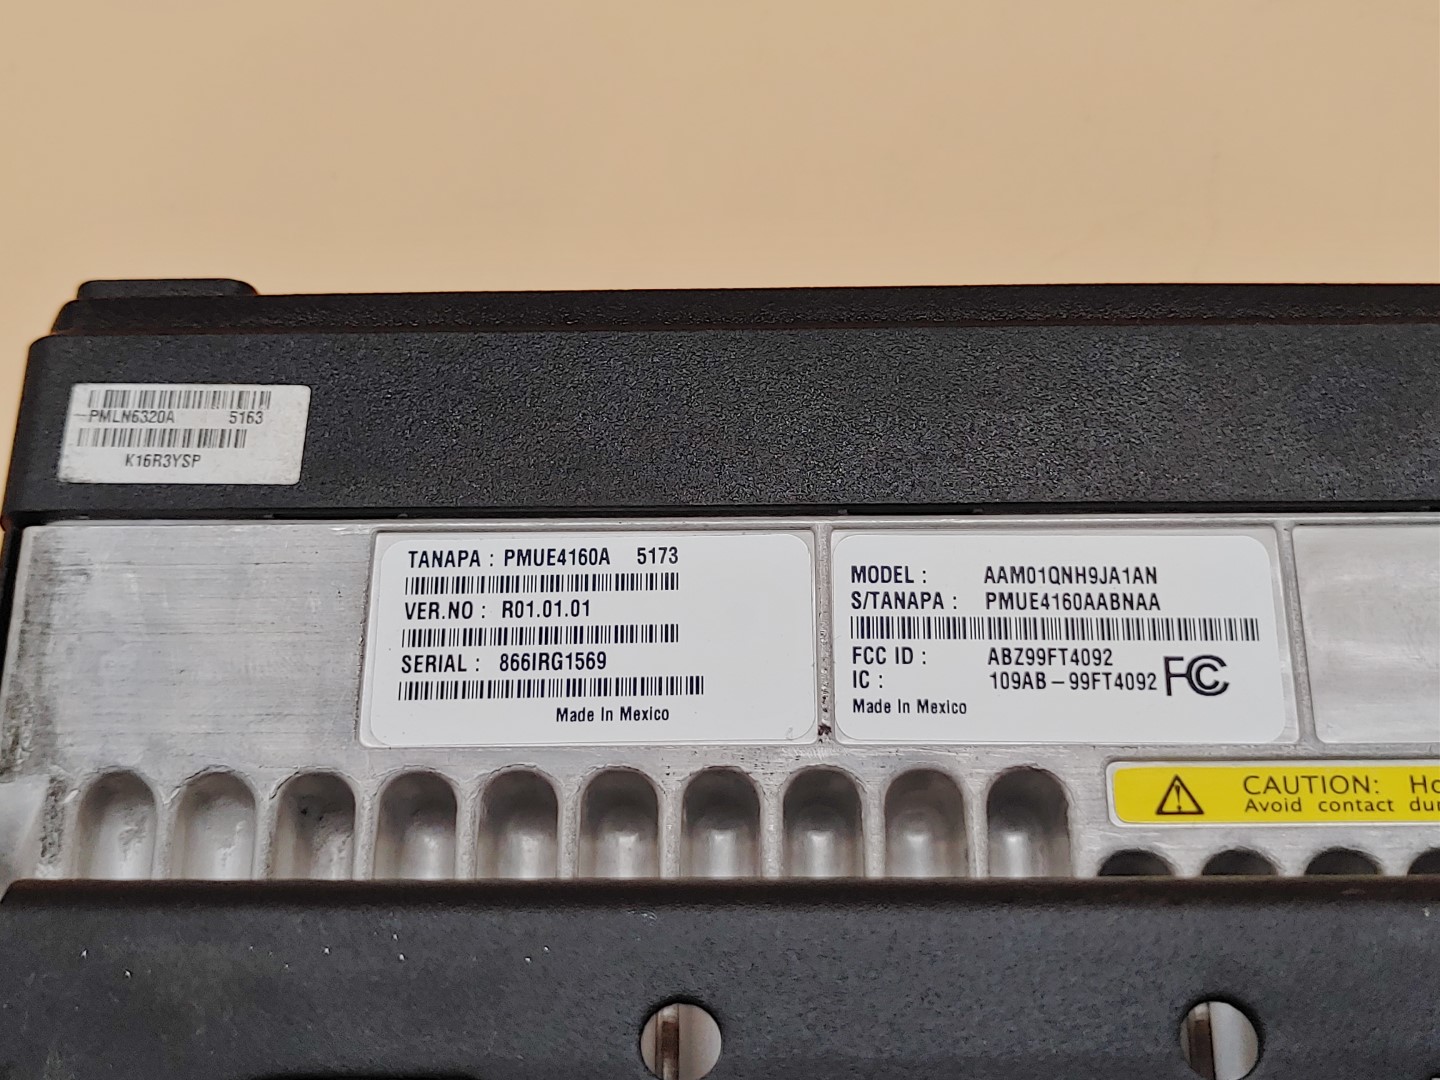 PMLN6320A 5163
K16R3YSP
TANAPA : PMUE4160A 5173
VER.NO : R01.01.01
SERIAL : 866IRG1569
Made In Mexico
MODEL : AAM01QNH9JA1AN
S/TANAPA : PMUE4160AABNAA
FCC ID : ABZ99FT4092
IC : 109AB-99FT4092 FC
Made In Mexico
CAUTION:
Avoid contact